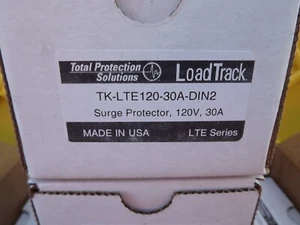 Total Protection
Solutions
LoadTrack
TK-LTE120-30A-DIN2
Surge Protector, 120V, 30A
MADE IN USA
LTE Series